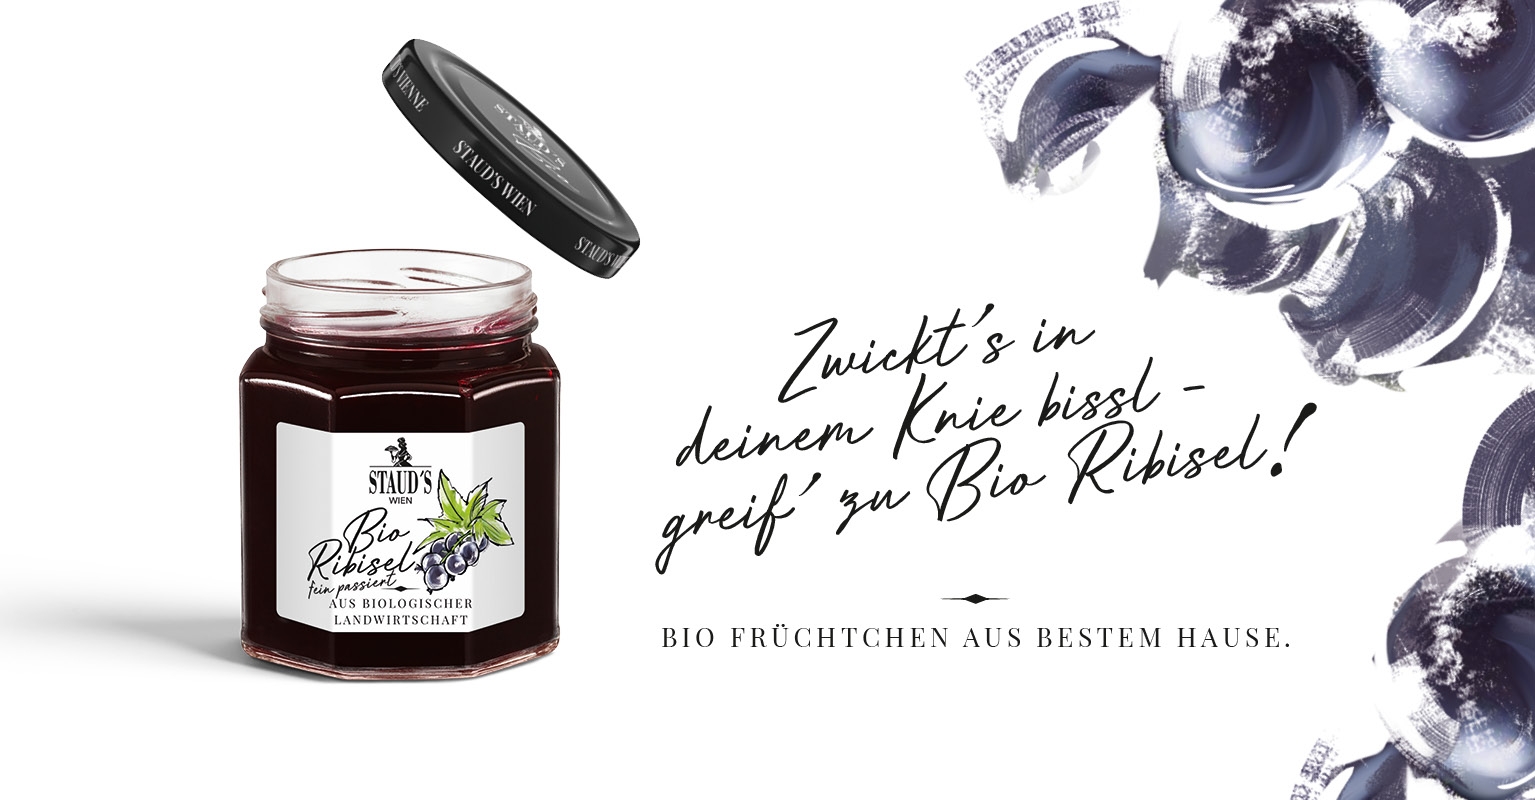 WIENNE
STAUD'S
STAUD'S WIEN
STAUD'S
STAUD'S
WIEN
Bio
Ribisel
fein passiert
AUS BIOLOGISCHER
LANDWIRTSCHAFT
Zwickt's in
deinem Knie bissl -
greif' zu Bio Ribisel!
BIO FRÜCHTCHEN AUS BESTEM HAUSE.